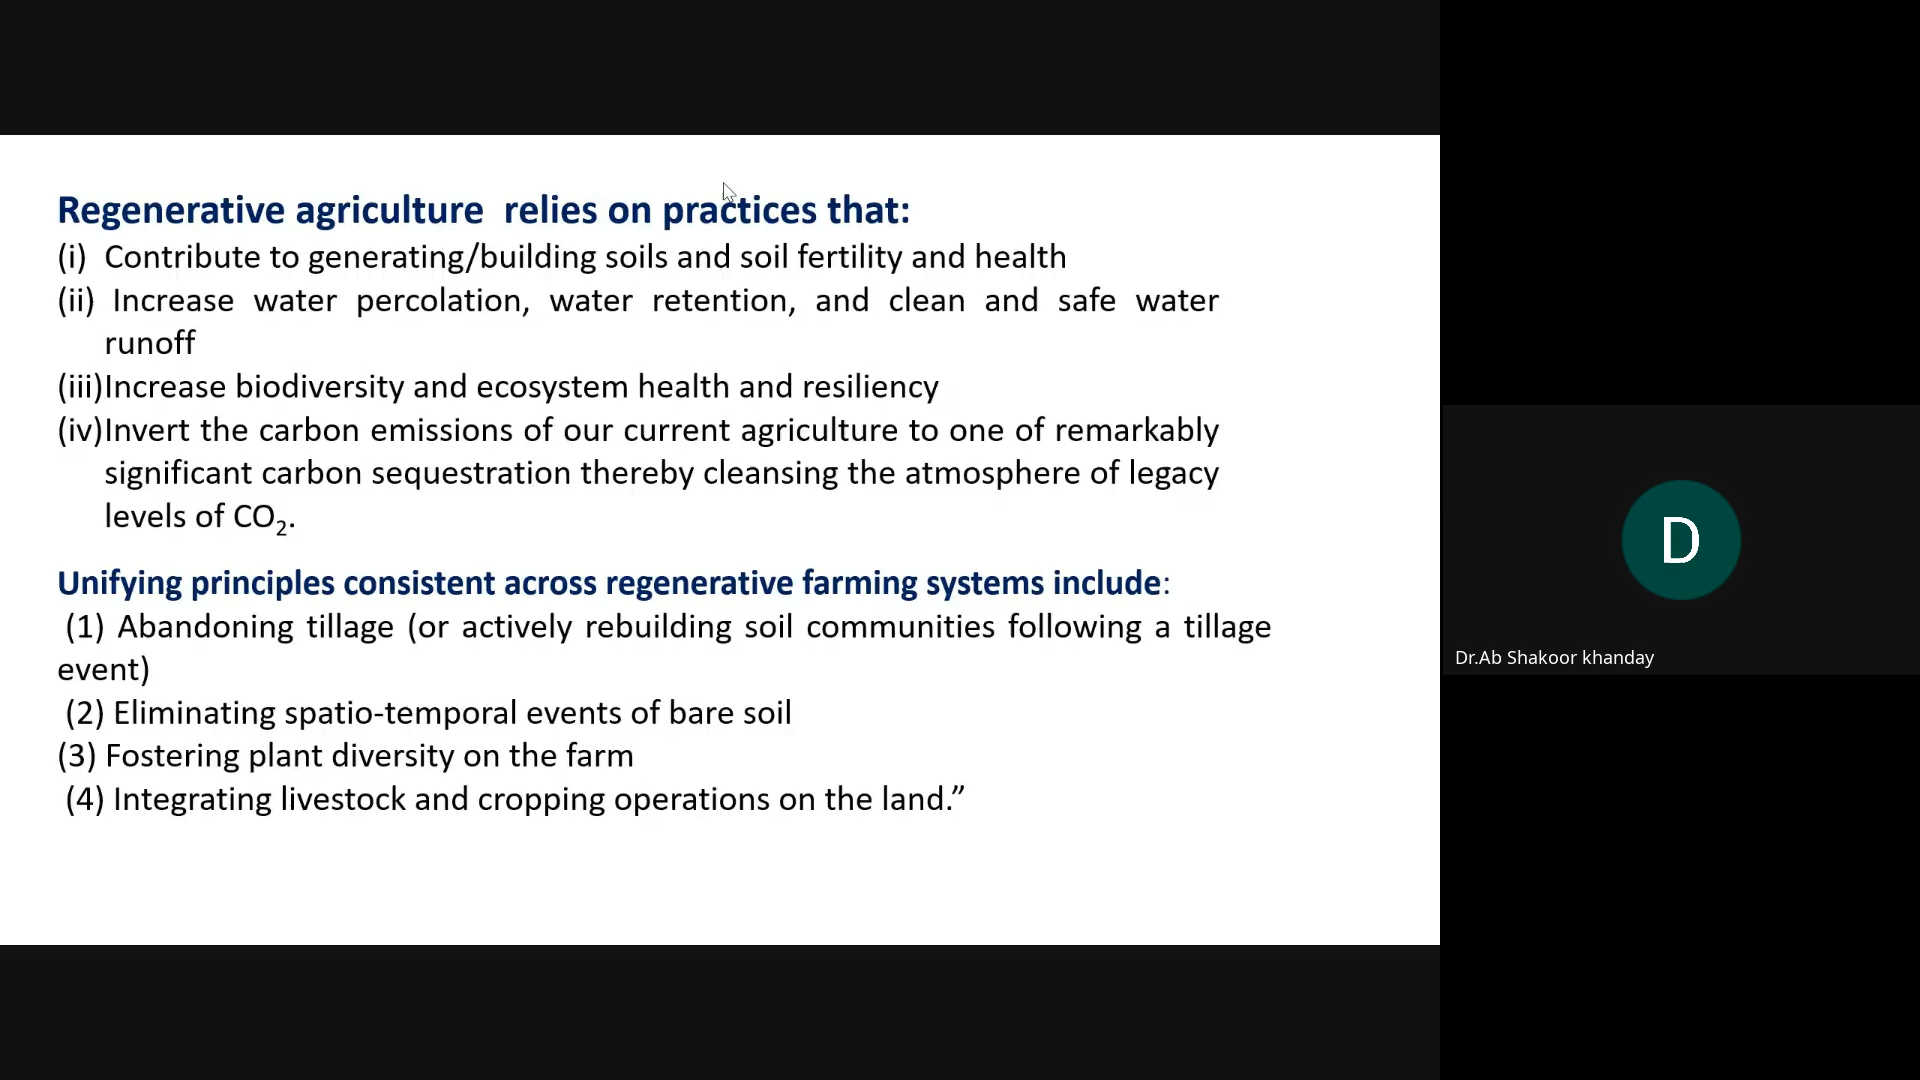 Regenerative agriculture relies on practices that:
(i) Contribute to generating/building soils and soil fertility and health
(ii) Increase water percolation, water retention, and clean and safe water
runoff
(iii)Increase biodiversity and ecosystem health and resiliency
(iv)Invert the carbon emissions of our current agriculture to one of remarkably
significant carbon sequestration thereby cleansing the atmosphere of legacy
levels of CO₂.
Unifying principles consistent across regenerative farming systems include:
(1) Abandoning tillage (or actively rebuilding soil communities following a tillage
event)
(2) Eliminating spatio-temporal events of bare soil
(3) Fostering plant diversity on the farm
(4) Integrating livestock and cropping operations on the land.”
D
Dr.Ab Shakoor khanday